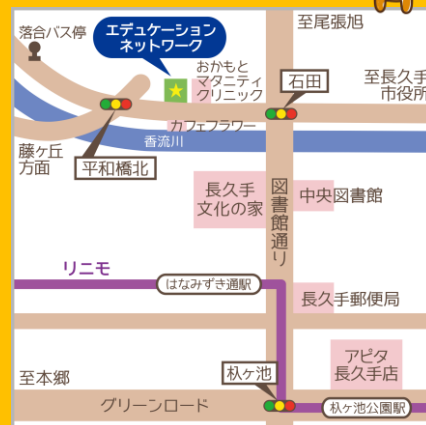 至尾張旭
落合バス停
エデュケーション
ネットワーク
おかもと
マタニティ
クリニック
石田
至長久手
市役所
カフェフラワー
香流川
藤ヶ丘
方面
平和橋北
長久手
文化の家
図書館通り
中央図書館
リニモ
はなみずき通駅
長久手郵便局
アピタ
長久手店
杁ヶ池
至本郷
グリーンロード
杁ヶ池公園駅